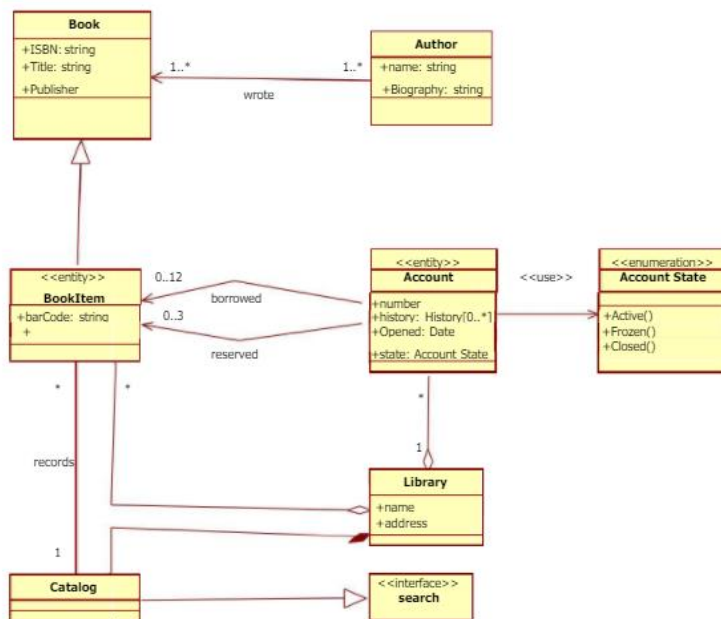 Book
+ISBN: string
+Title: string
+Publisher
1..*
1..*
wrote
Author
+name: string
+Biography: string
<<entity>>
BookItem
+barCode: string
+
0..12
borrowed
0..3
reserved
<<entity>>
Account
+number
+history: History[0..*]
+Opened: Date
+state: Account State
<<use>>
<<enumeration>>
Account State
+Active()
+Frozen()
+Closed()
*
*
*
records
1
1
Library
+name
+address
Catalog
<<interface>>
search